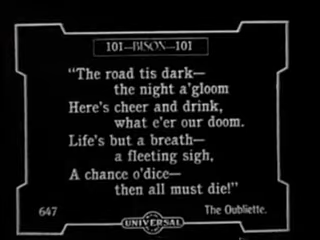 101—BISON—101
“The road tis dark—
the night a'gloom
Here's cheer and drink,
what e'er our doom.
Life's but a breath—
a fleeting sigh,
A chance o'dice—
then all must die!”
647
UNIVERSAL
The Oubliette.